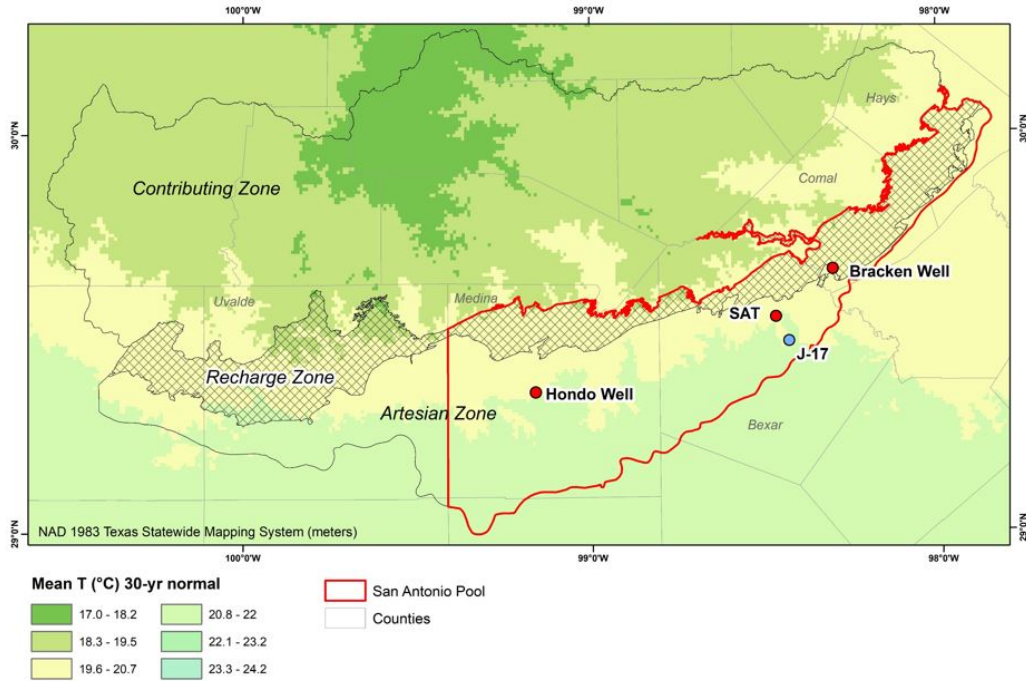 100°0'W 99°0'W 98°0'W
30°0'N 30°0'N
Hays
Comal
Contributing Zone
Bracken Well
Uvalde Medina
SAT
J-17
Recharge Zone
Hondo Well
Artesian Zone
Bexar
NAD 1983 Texas Statewide Mapping System (meters)
29°0'N 29°0'N
100°0'W 99°0'W 98°0'W
Mean T (°C) 30-yr normal
17.0 - 18.2 20.8 - 22 San Antonio Pool
18.3 - 19.5 22.1 - 23.2 Counties
19.6 - 20.7 23.3 - 24.2